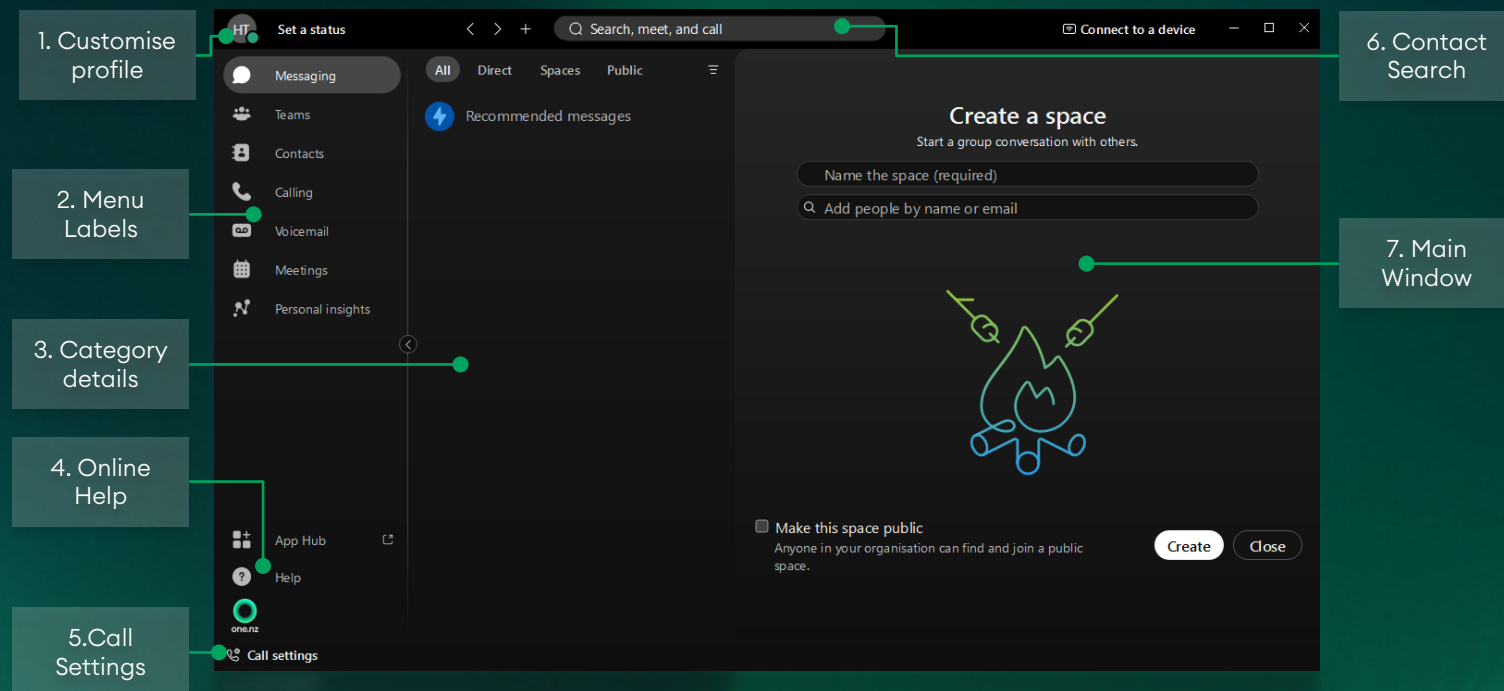 1. Customise
profile
2. Menu
Labels
3. Category
details
4. Online
Help
5.Call
Settings
HT
Set a status
Search, meet, and call
Connect to a device
Messaging
Teams
Contacts
Calling
Voicemail
Meetings
Personal insights
App Hub
Help
one.nz
Call settings
All Direct Spaces Public
Recommended messages
Create a space
Start a group conversation with others.
Name the space (required)
Add people by name or email
Make this space public
Anyone in your organisation can find and join a public
space.
Create Close
6. Contact
Search
7. Main
Window